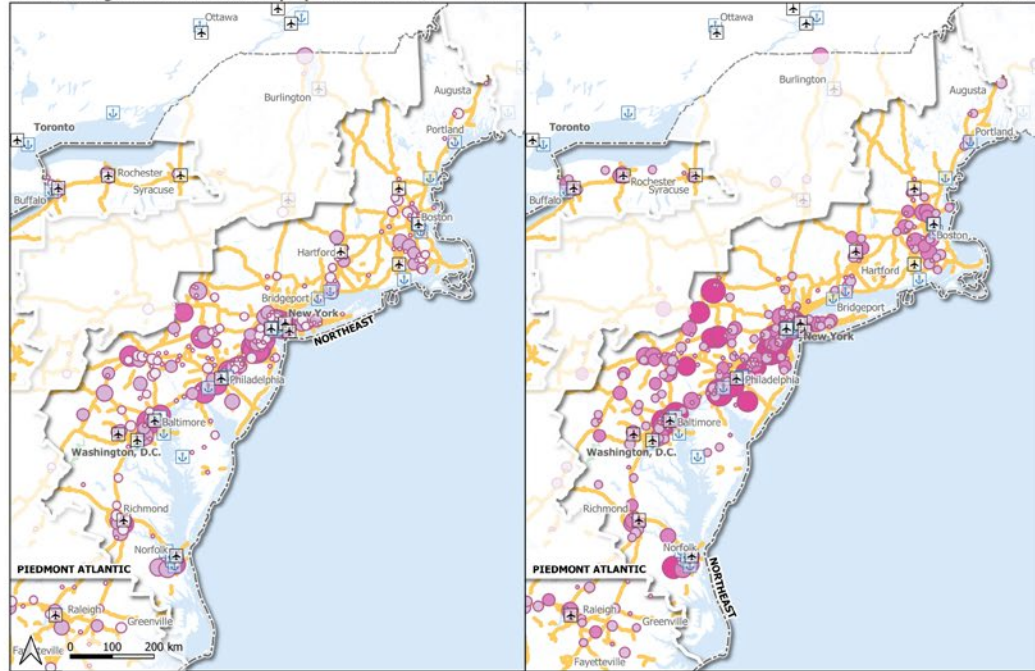 Ottawa
Burlington
Augusta
Portland
Toronto
Rochester
Syracuse
Buffalo
Boston
Hartford
Bridgeport
New York
NORTHEAST
Philadelphia
Baltimore
Washington, D.C.
Richmond
Norfolk
PIEDMONT ATLANTIC
Raleigh
Greenville
Fayetteville
0 100 200 km
Ottawa
Burlington
Augusta
Portland
Toronto
Rochester
Syracuse
Buffalo
Boston
Hartford
Bridgeport
New York
Philadelphia
Baltimore
Washington, D.C.
Richmond
Norfolk
NORTHEAST
PIEDMONT ATLANTIC
Raleigh
Greenville
Fayetteville